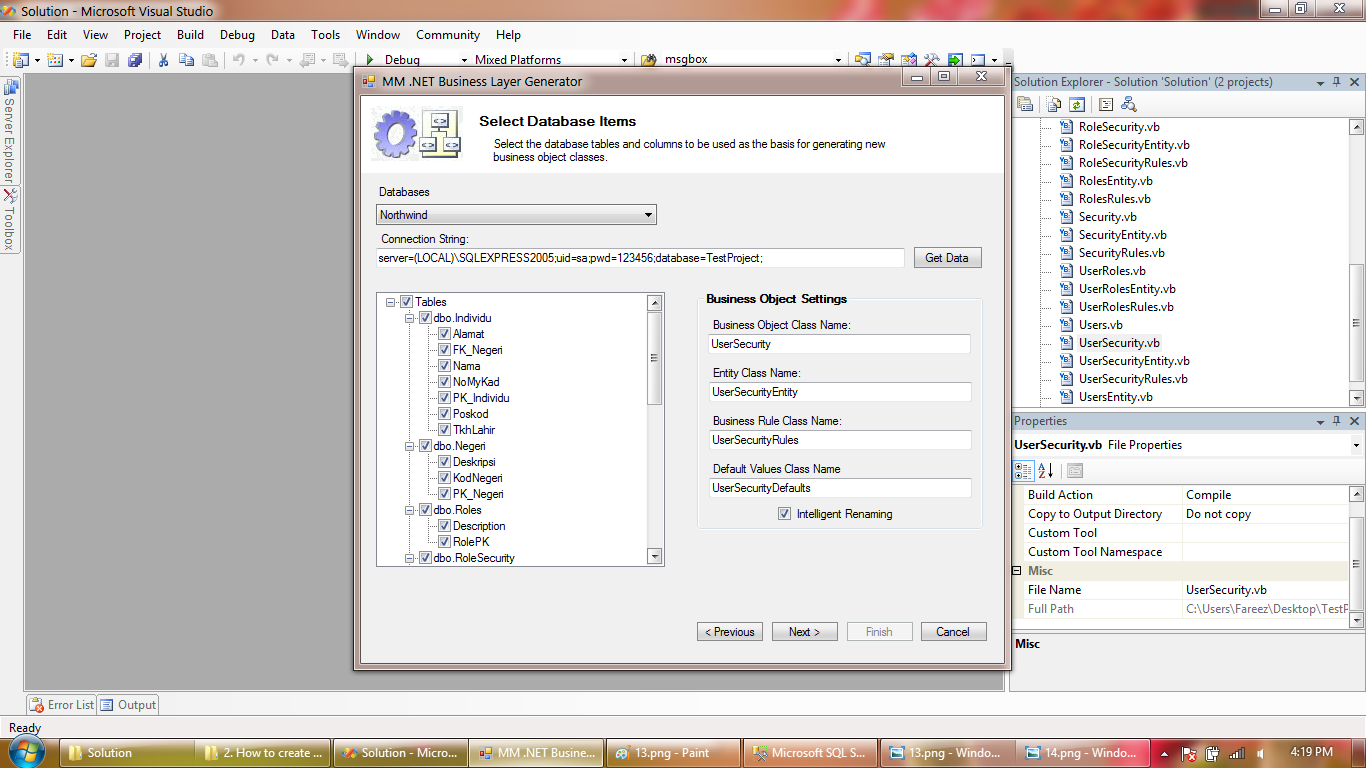 Solution - Microsoft Visual Studio
File Edit View Project Build Debug Data Tools Window Community Help
Debug Mixed Platforms msgbox
Server Explorer
Toolbox
MM .NET Business Layer Generator
Select Database Items
Select the database tables and columns to be used as the basis for generating new
business object classes.
Databases
Northwind
Connection String:
server=(LOCAL)\SQLEXPRESS2005;uid=sa;pwd=123456;database=TestProject;
Get Data
Tables
dbo.Individu
Alamat
FK_Negeri
Nama
NoMyKad
PK_Individu
Poskod
TkhLahir
dbo.Negeri
Deskripsi
KodNegeri
PK_Negeri
dbo.Roles
Description
RolePK
dbo.RoleSecurity
Business Object Settings
Business Object Class Name:
UserSecurity
Entity Class Name:
UserSecurityEntity
Business Rule Class Name:
UserSecurityRules
Default Values Class Name
UserSecurityDefaults
Intelligent Renaming
< Previous Next > Finish Cancel
Solution Explorer - Solution 'Solution' (2 projects)
RoleSecurity.vb
RoleSecurityEntity.vb
RoleSecurityRules.vb
RolesEntity.vb
RolesRules.vb
Security.vb
SecurityEntity.vb
SecurityRules.vb
UserRoles.vb
UserRolesEntity.vb
UserRolesRules.vb
Users.vb
UserSecurity.vb
UserSecurityEntity.vb
UserSecurityRules.vb
UsersEntity.vb
Properties
UserSecurity.vb File Properties
Build Action Compile
Copy to Output Directory Do not copy
Custom Tool
Custom Tool Namespace
Misc
File Name UserSecurity.vb
Full Path C:\Users\Fareez\Desktop\TestP
Misc
Error List Output
Ready
Solution 2. How to create ... Solution - Micro... MM .NET Busine... 13.png - Paint Microsoft SQL S... 13.png - Windo... 14.png - Windo... 4:19 PM